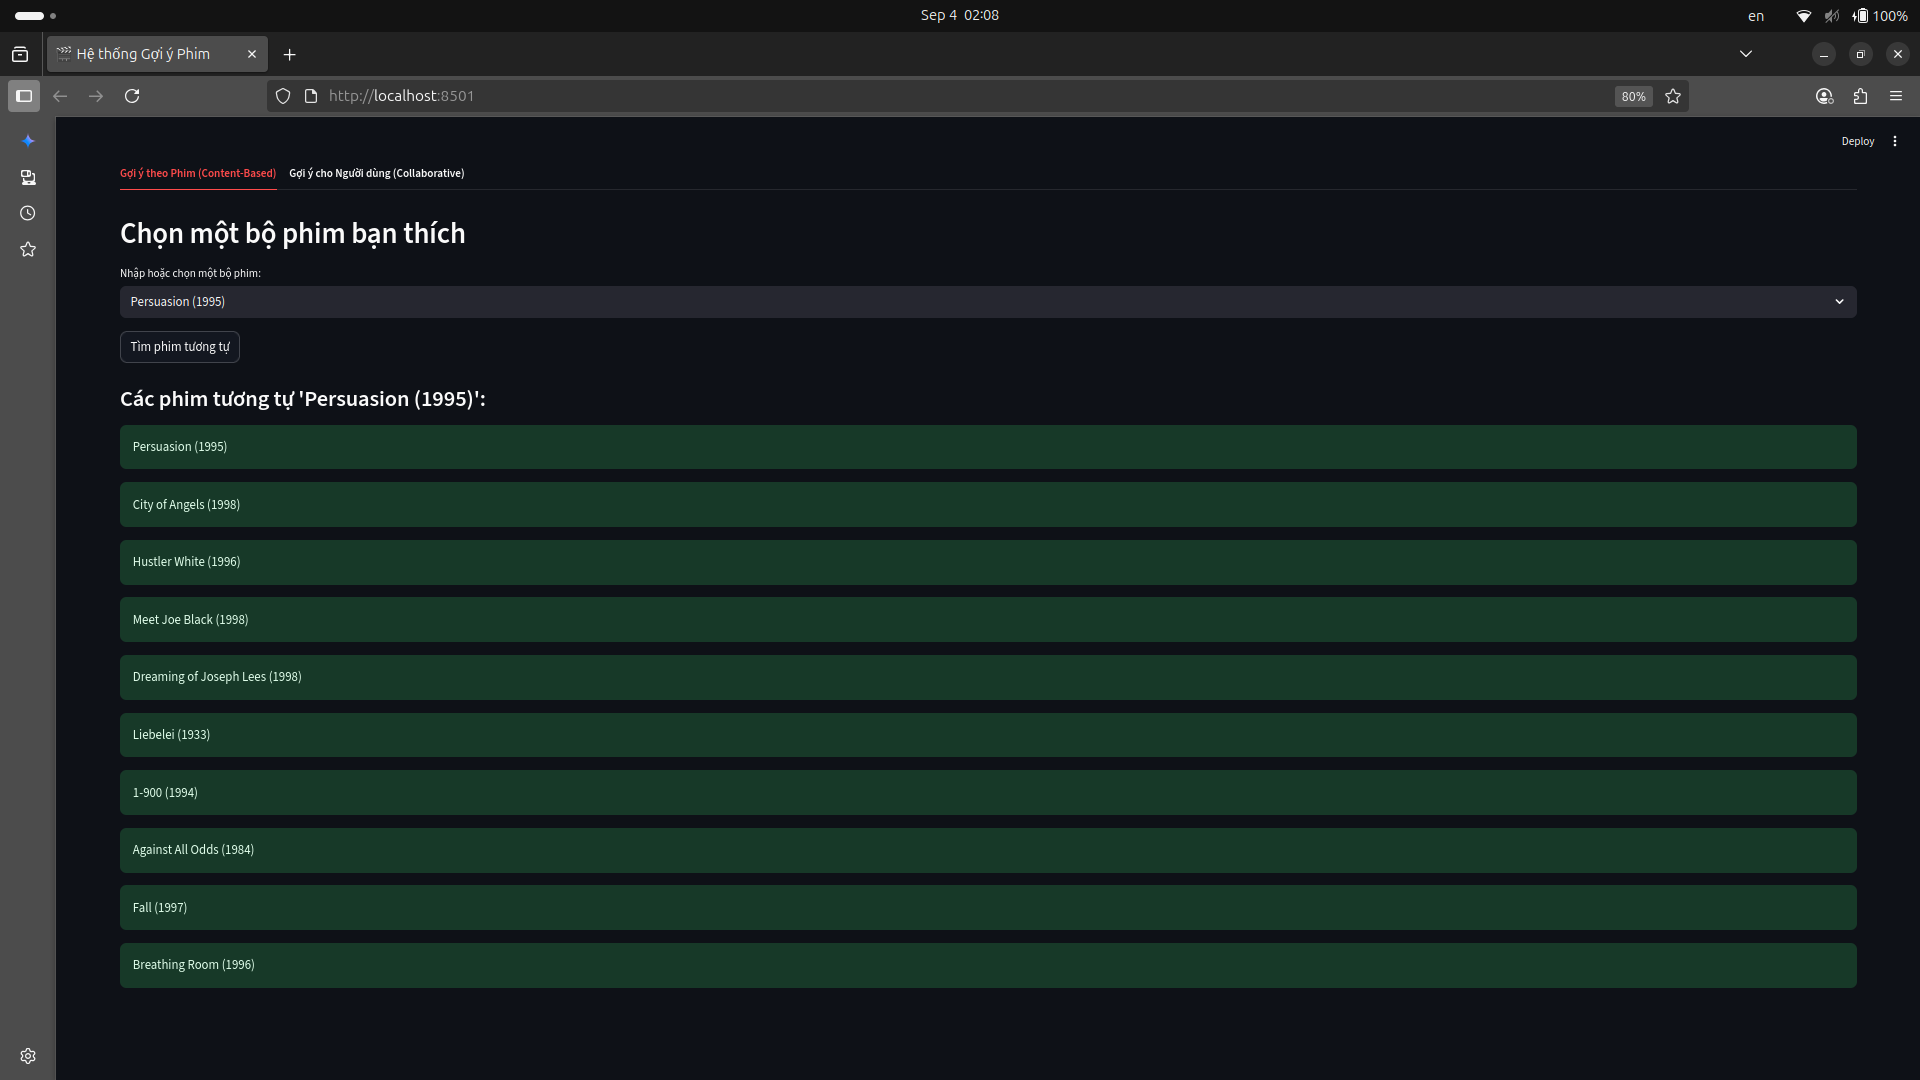 Sep 4 02:08
en
100%
Hệ thống Gợi ý Phim
http://localhost:8501
80%
Deploy
Gợi ý theo Phim (Content-Based)
Gợi ý cho Người dùng (Collaborative)
Chọn một bộ phim bạn thích
Nhập hoặc chọn một bộ phim:
Persuasion (1995)
Tìm phim tương tự
Các phim tương tự 'Persuasion (1995)':
Persuasion (1995)
City of Angels (1998)
Hustler White (1996)
Meet Joe Black (1998)
Dreaming of Joseph Lees (1998)
Liebelei (1933)
1-900 (1994)
Against All Odds (1984)
Fall (1997)
Breathing Room (1996)